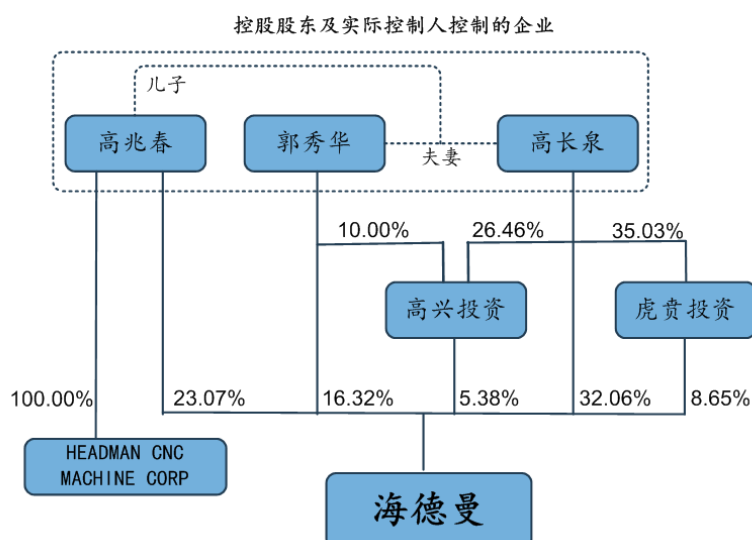 控股股东及实际控制人控制的企业
儿子
高兆春
郭秀华
夫妻
高长泉
10.00%
26.46%
35.03%
高兴投资
虎贵投资
100.00%
23.07%
16.32%
5.38%
32.06%
8.65%
HEADMAN CNC
MACHINE CORP
海德曼